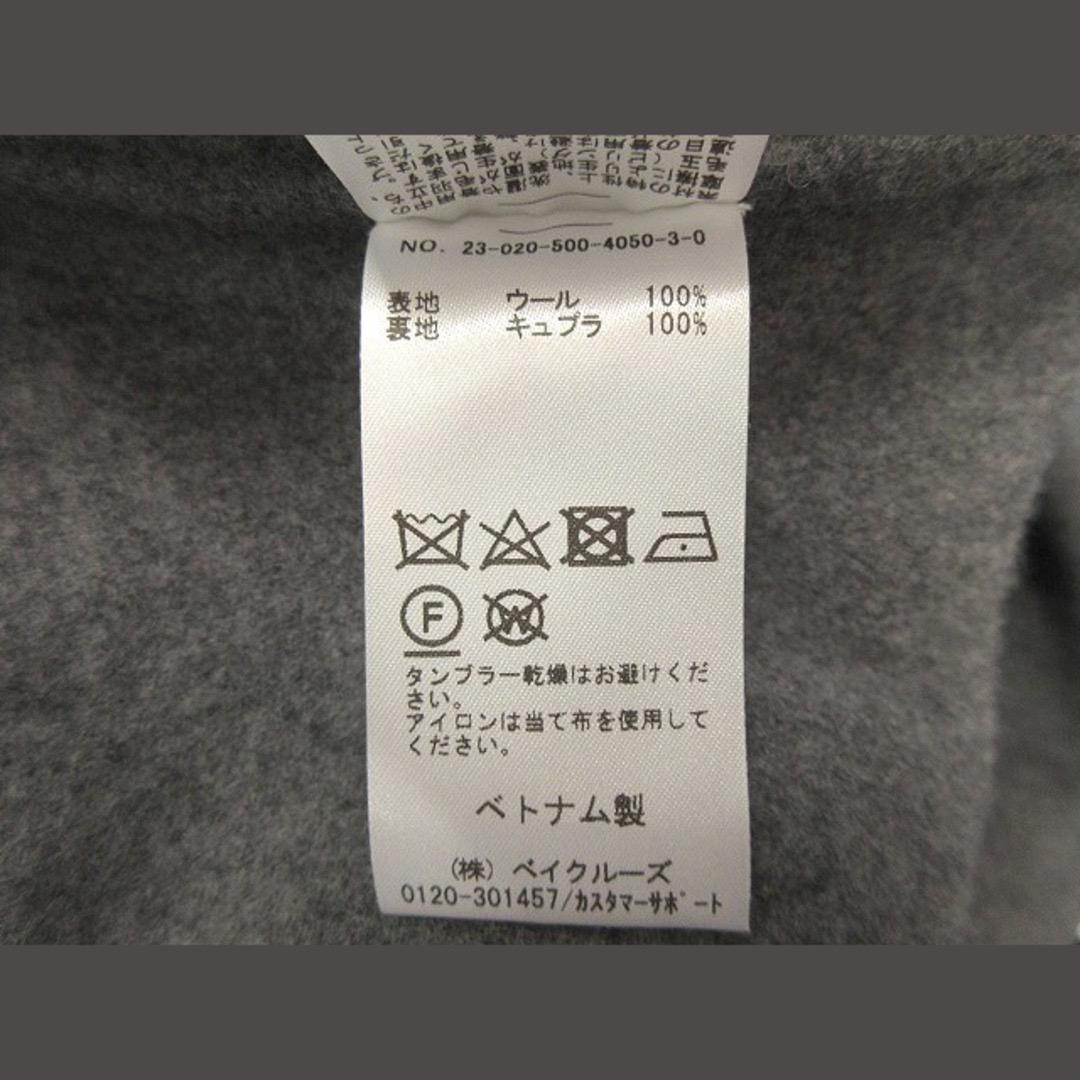 NO. 23-020-500-4050-3-0
表地 ウール 100%
裏地 キュプラ 100%
F
W
タンブラー乾燥はお避けくだ
さい。
アイロンは当て布を使用して
ください。
ベトナム製
(株) ベイクルーズ
0120-301457/カスタマーサポート